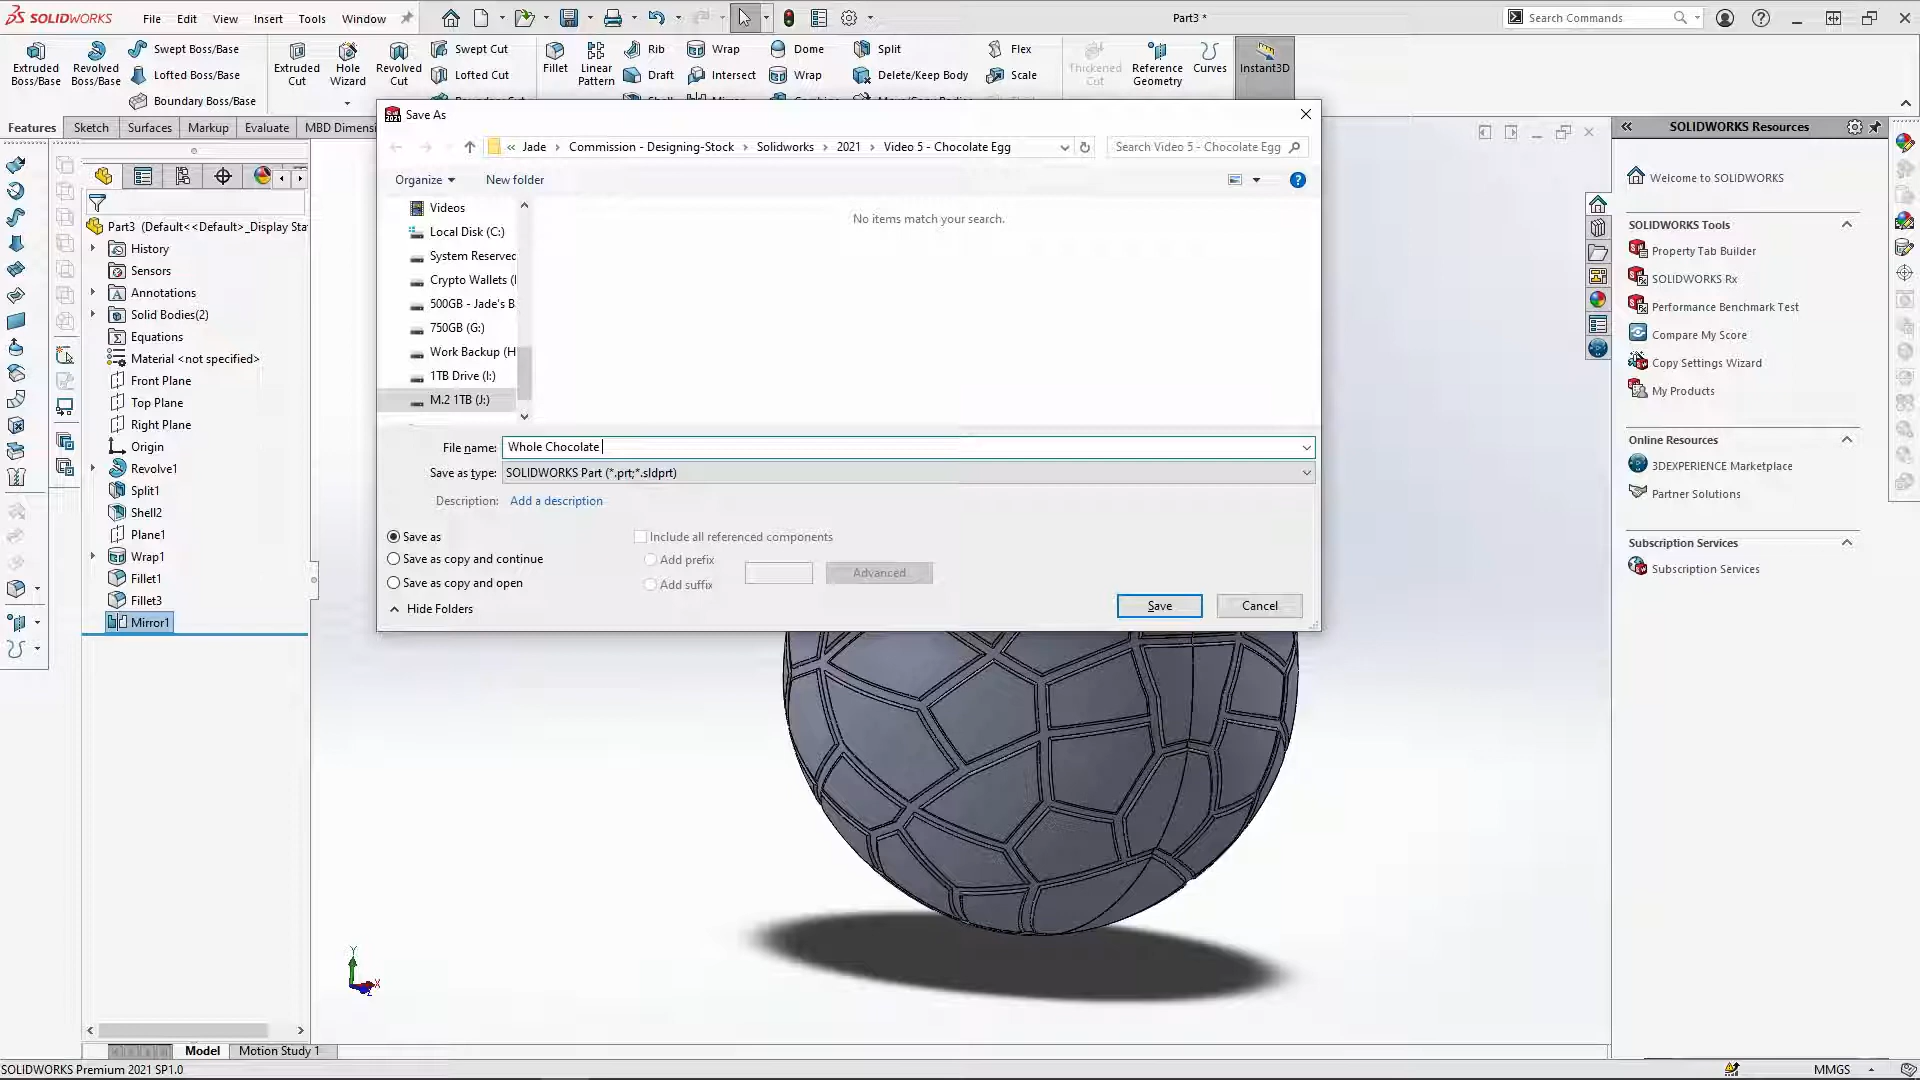 SOLIDWORKS
File
Edit
View
Insert
Tools
Window
Part3 *
Search Commands
Extruded Boss/Base
Revolved Boss/Base
Swept Boss/Base
Lofted Boss/Base
Boundary Boss/Base
Extruded Cut
Hole Wizard
Revolved Cut
Swept Cut
Lofted Cut
Fillet
Linear Pattern
Rib
Draft
Wrap
Intersect
Dome
Wrap
Split
Delete/Keep Body
Flex
Scale
Thickened Cut
Reference Geometry
Curves
Instant3D
Features
Sketch
Surfaces
Markup
Evaluate
MBD Dimensi
Part3 (Default<<Default>_Display Sta
History
Sensors
Annotations
Solid Bodies(2)
Equations
Material <not specified>
Front Plane
Top Plane
Right Plane
Origin
Revolve1
Split1
Shell2
Plane1
Wrap1
Fillet1
Fillet3
Mirror1
Save As
« Jade > Commission - Designing-Stock > Solidworks > 2021 > Video 5 - Chocolate Egg
Search Video 5 - Chocolate Egg
Organize
New folder
Videos
Local Disk (C:)
System Reserved
Crypto Wallets (
500GB - Jade's B
750GB (G:)
Work Backup (H
1TB Drive (I:)
M.2 1TB (J:)
No items match your search.
File name: Whole Chocolate
Save as type: SOLIDWORKS Part (*.prt;*.sldprt)
Description: Add a description
Save as
Save as copy and continue
Save as copy and open
Include all referenced components
Add prefix
Add suffix
Advanced
Hide Folders
Save
Cancel
SOLIDWORKS Resources
Welcome to SOLIDWORKS
SOLIDWORKS Tools
Property Tab Builder
SOLIDWORKS Rx
Performance Benchmark Test
Compare My Score
Copy Settings Wizard
My Products
Online Resources
3DEXPERIENCE Marketplace
Partner Solutions
Subscription Services
Subscription Services
Y
X
Z
Model
Motion Study 1
SOLIDWORKS Premium 2021 SP1.0
MMGS